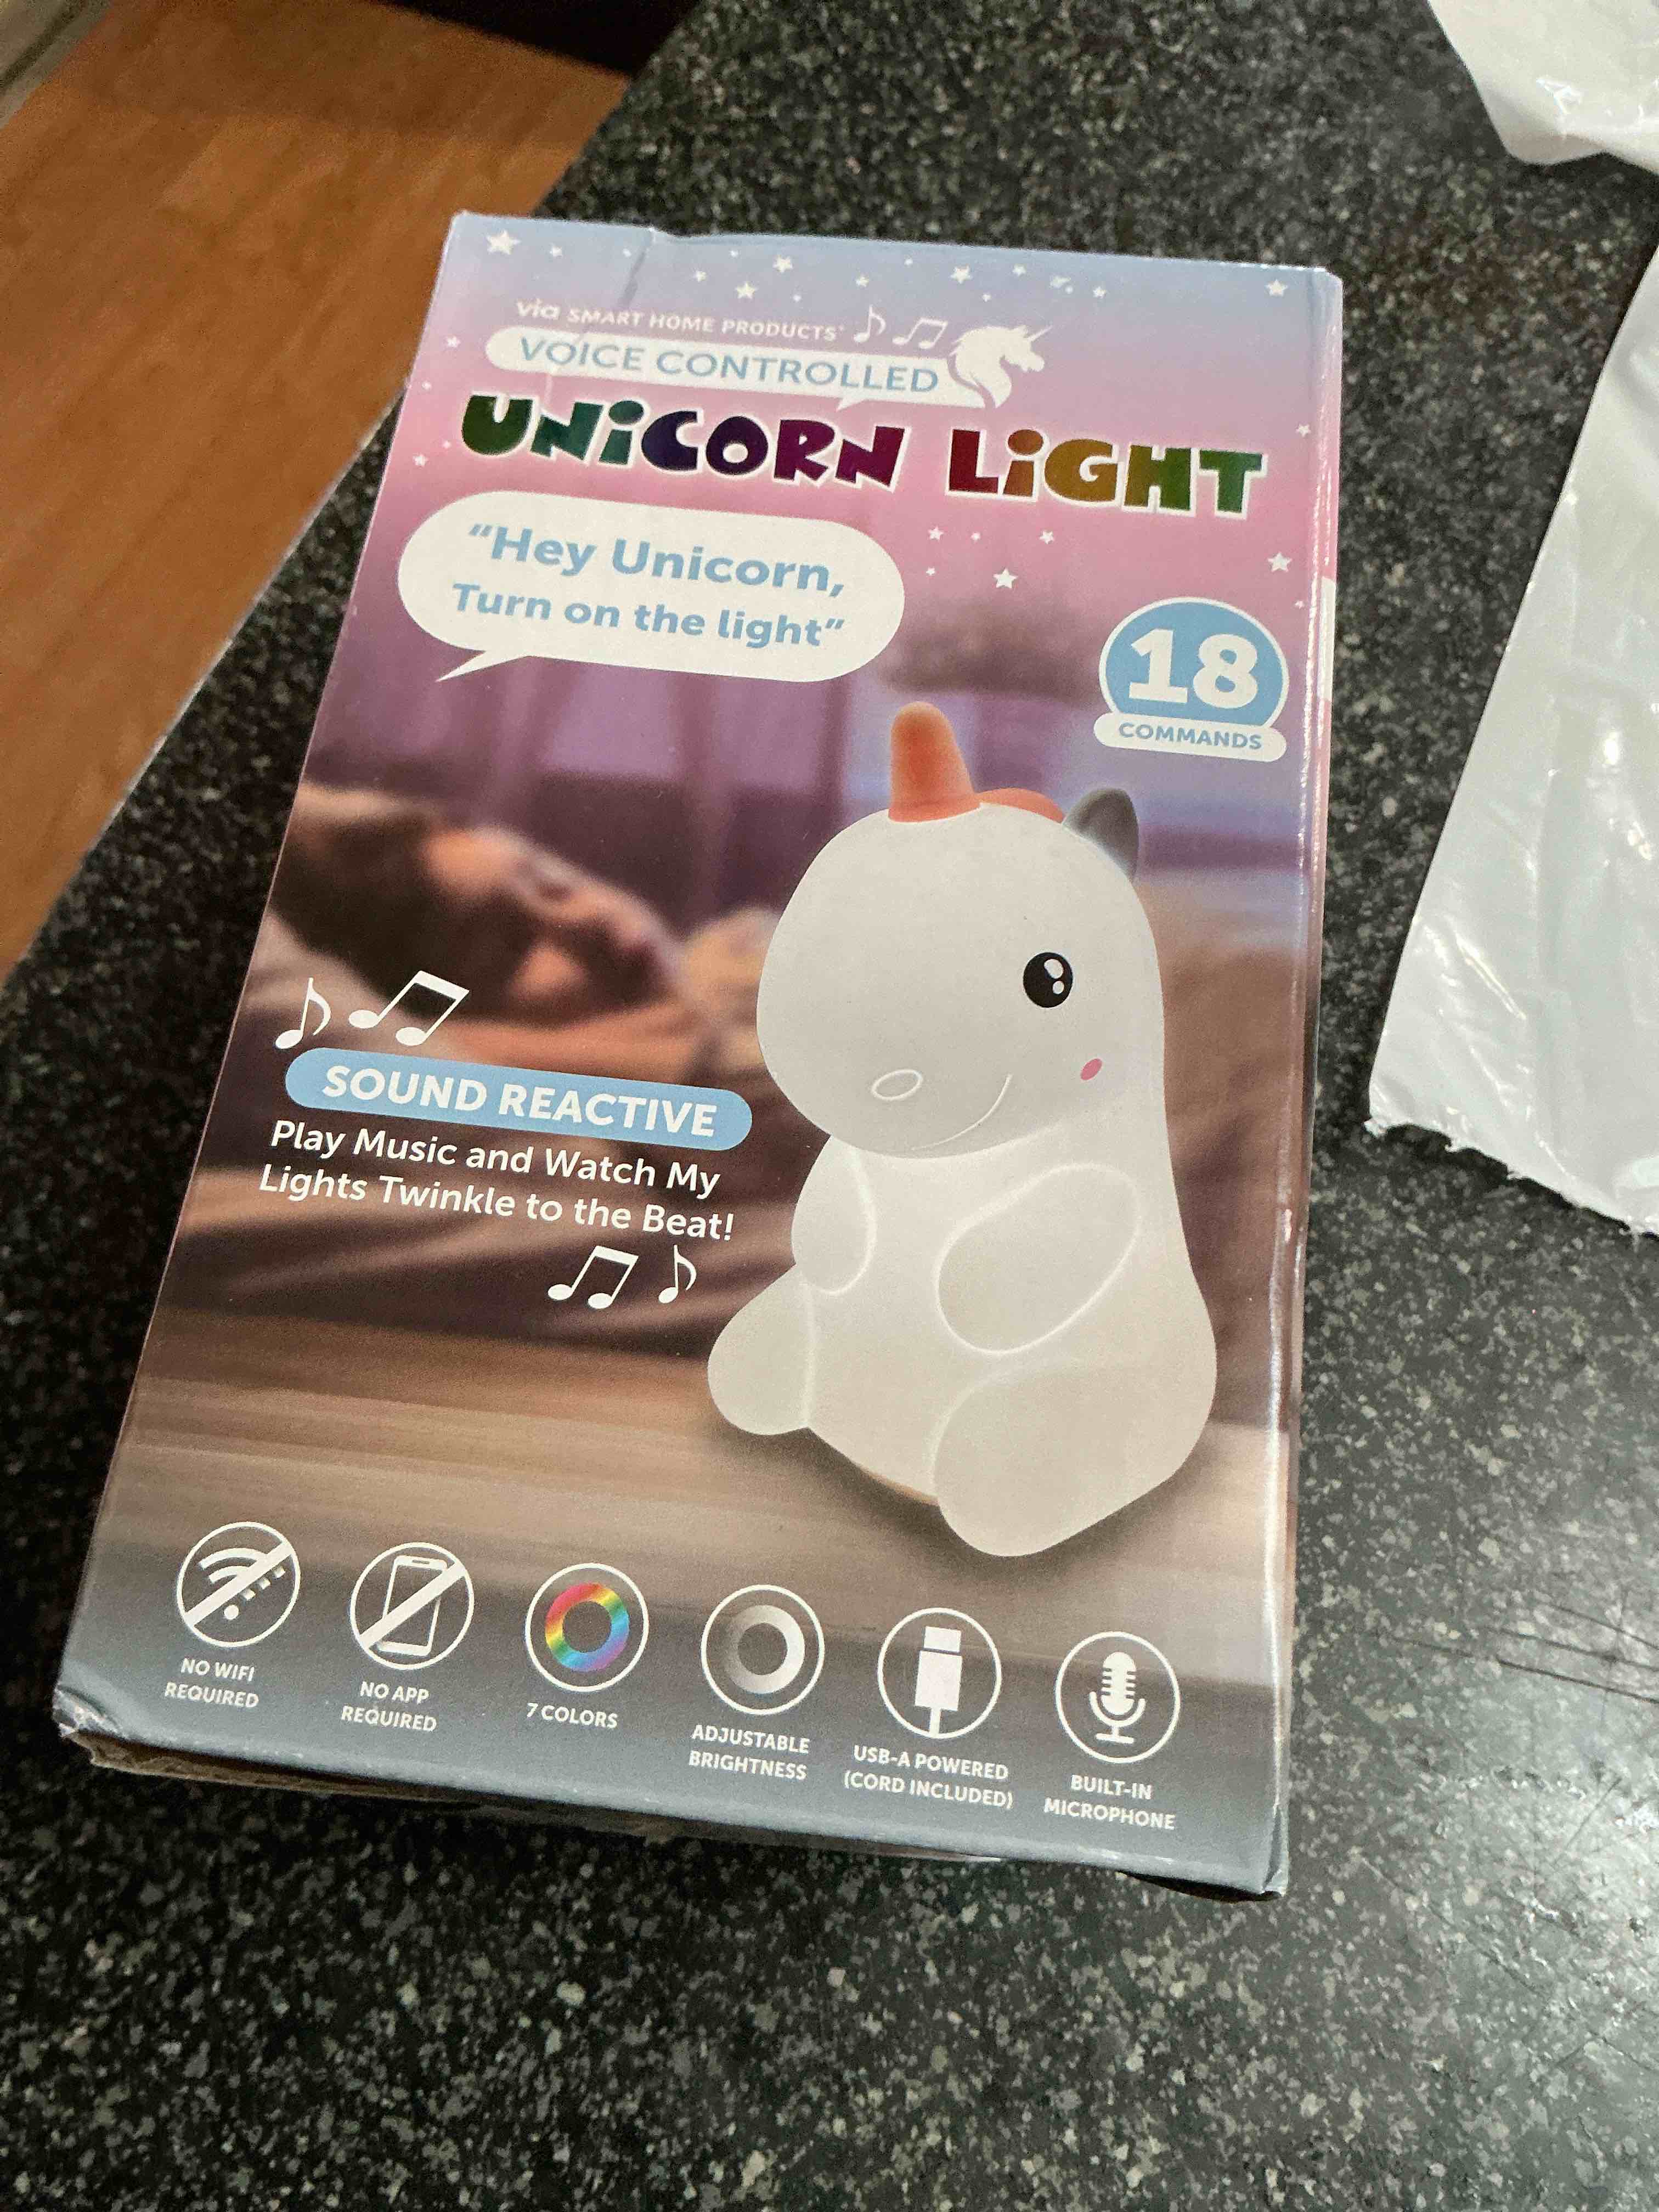 via SMART HOME PRODUCTS
VOICE CONTROLLED
UNiCORN LiGHT
"Hey Unicorn,
Turn on the light"
18
COMMANDS
SOUND REACTIVE
Play Music and Watch My
Lights Twinkle to the Beat!
NO WIFI
REQUIRED
NO APP
REQUIRED
7 COLORS
ADJUSTABLE
BRIGHTNESS
USB-A POWERED
(CORD INCLUDED)
BUILT-IN
MICROPHONE